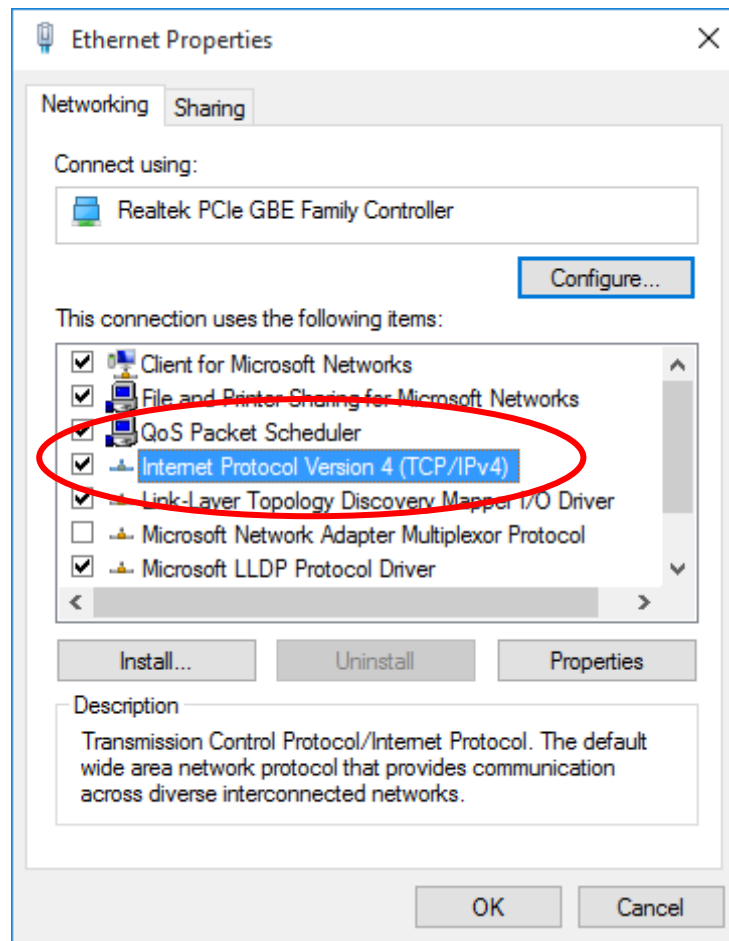 Ethernet Properties
Networking
Sharing
Connect using:
Realtek PCIe GBE Family Controller
Configure...
This connection uses the following items:
Client for Microsoft Networks
File and Printer Sharing for Microsoft Networks
QoS Packet Scheduler
Internet Protocol Version 4 (TCP/IPv4)
Link-Layer Topology Discovery Mapper I/O Driver
Microsoft Network Adapter Multiplexor Protocol
Microsoft LLDP Protocol Driver
Install...
Uninstall
Properties
Description
Transmission Control Protocol/Internet Protocol. The default
wide area network protocol that provides communication
across diverse interconnected networks.
OK
Cancel